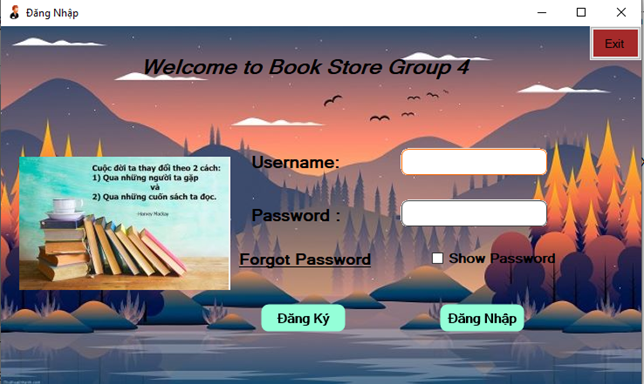 Đăng Nhập
Exit
Welcome to Book Store Group 4
Cuộc đời ta thay đổi theo 2 cách:
1) Qua những người ta gặp
và
2) Qua những cuốn sách ta đọc.
-Harvey MacKay
Username:
Password :
Forgot Password
Show Password
Đăng Ký
Đăng Nhập